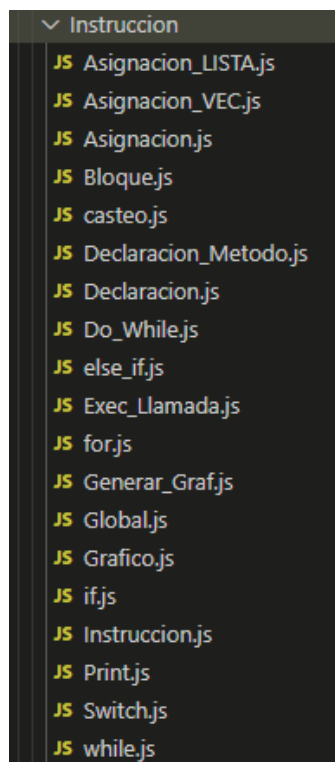 Instruccion
JS Asignacion_LISTA.js
JS Asignacion_VEC.js
JS Asignacion.js
JS Bloque.js
JS casteo.js
JS Declaracion_Metodo.js
JS Declaracion.js
JS Do_While.js
JS else_if.js
JS Exec_Llamada.js
JS for.js
JS Generar_Graf.js
JS Global.js
JS Grafico.js
JS if.js
JS Instruccion.js
JS Print.js
JS Switch.js
JS while.js